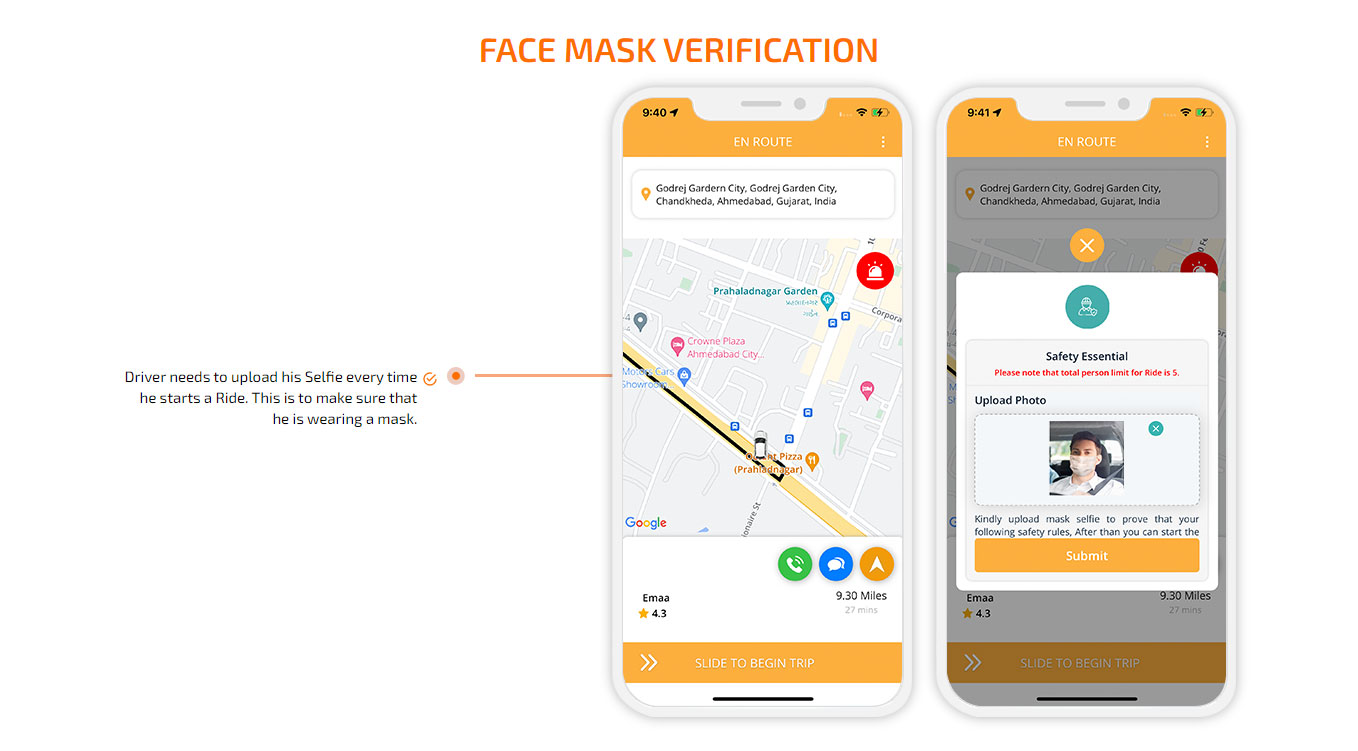 FACE MASK VERIFICATION
Driver needs to upload his Selfie every time
he starts a Ride. This is to make sure that
he is wearing a mask.
9:40
EN ROUTE
Godrej Gardern City, Godrej Garden City,
Chandkheda, Ahmedabad, Gujarat, India
Prahaladnagar Garden
Corpora
Crowne Plaza
Ahmedabad City...
Motors Cars
Showroom
Pizza
(Prahladnagar)
ionaire St
Google
Emaa
4.3
9.30 Miles
27 mins
SLIDE TO BEGIN TRIP
9:41
EN ROUTE
Godrej Gardern City, Godrej Garden City,
Chandkheda, Ahmedabad, Gujarat, India
Safety Essential
Please note that total person limit for Ride is 5.
Upload Photo
Kindly upload mask selfie to prove that your
following safety rules, After than you can start the
Submit
Emaa
4.3
9.30 Miles
27 mins
SLIDE TO BEGIN TRIP